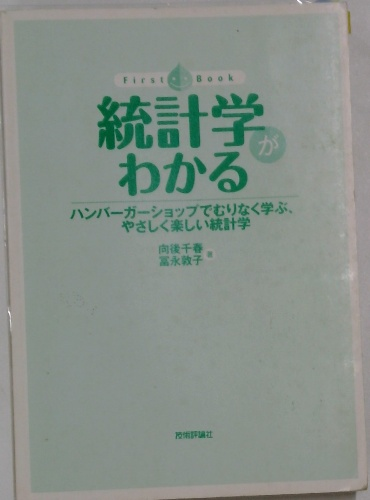 First Book
統計学が
わかる
ハンバーガーショップでむりなく学ぶ、
やさしく楽しい統計学
向後千春
冨永敦子 著
技術評論社